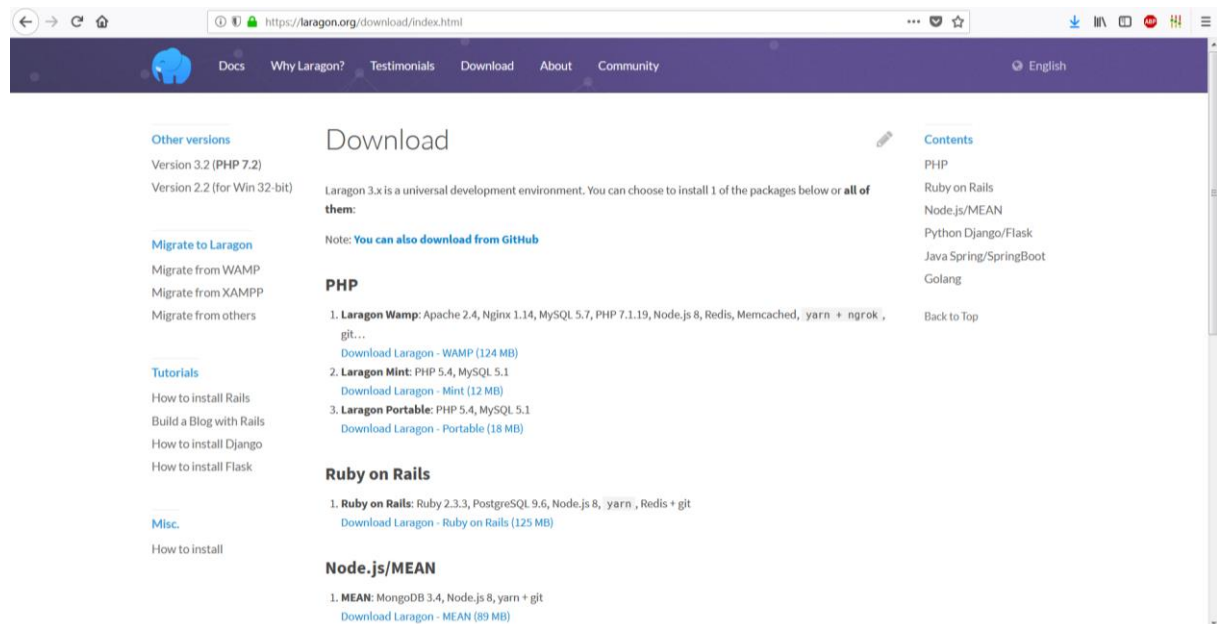 https://laragon.org/download/index.html
Docs Why Laragon? Testimonials Download About Community English
Other versions
Version 3.2 (PHP 7.2)
Version 2.2 (for Win 32-bit)
Migrate to Laragon
Migrate from WAMP
Migrate from XAMPP
Migrate from others
Tutorials
How to install Rails
Build a Blog with Rails
How to install Django
How to install Flask
Misc.
How to install
Download
Laragon 3.x is a universal development environment. You can choose to install 1 of the packages below or all of
them:
Note: You can also download from GitHub
PHP
1. Laragon Wamp: Apache 2.4, Nginx 1.14, MySQL 5.7, PHP 7.1.19, Node.js 8, Redis, Memcached, yarn + ngrok ,
git...
Download Laragon - WAMP (124 MB)
2. Laragon Mint: PHP 5.4, MySQL 5.1
Download Laragon - Mint (12 MB)
3. Laragon Portable: PHP 5.4, MySQL 5.1
Download Laragon - Portable (18 MB)
Ruby on Rails
1. Ruby on Rails: Ruby 2.3.3, PostgreSQL 9.6, Node.js 8, yarn , Redis + git
Download Laragon - Ruby on Rails (125 MB)
Node.js/MEAN
1. MEAN: MongoDB 3.4, Node.js 8, yarn + git
Download Laragon - MEAN (89 MB)
Contents
PHP
Ruby on Rails
Node.js/MEAN
Python Django/Flask
Java Spring/SpringBoot
Golang
Back to Top
ABP